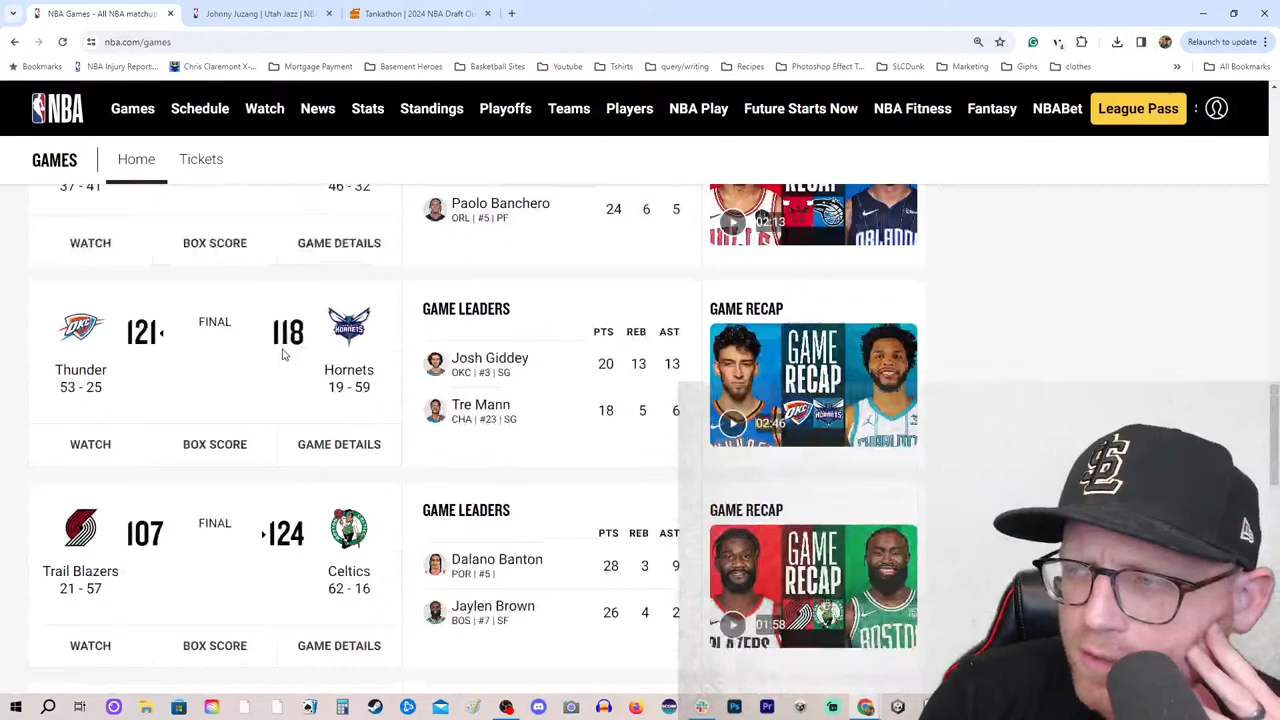 NBA Games - All NBA matchup
Johnny Juzang | Utah Jazz | NB
Tankathon | 2024 NBA Draft O
nba.com/games
Relaunch to update
Bookmarks
NBA Injury Report...
Chris Claremont X-...
Mortgage Payment
Basement Heroes
Basketball Sites
Youtube
Tshirts
query/writing
Recipes
Photoshop Effect T...
SLCDunk
Marketing
Giphs
clothes
All Bookmarks
NBA
Games
Schedule
Watch
News
Stats
Standings
Playoffs
Teams
Players
NBA Play
Future Starts Now
NBA Fitness
Fantasy
NBABet
League Pass
GAMES
Home
Tickets
37 - 41
46 - 32
Paolo Banchero
24 6 5
ORL | #5 | PF
RECAP
02:13
WATCH
BOX SCORE
GAME DETAILS
121
FINAL
118
Thunder
53 - 25
Hornets
19 - 59
GAME LEADERS
PTS REB AST
Josh Giddey
20 13 13
OKC | #3 | SG
Tre Mann
18 5 6
CHA | #23 | SG
GAME RECAP
GAME
RECAP
02:46
WATCH
BOX SCORE
GAME DETAILS
107
FINAL
124
Trail Blazers
21 - 57
Celtics
62 - 16
GAME LEADERS
PTS REB AST
Dalano Banton
28 3 9
POR | #5 |
Jaylen Brown
26 4 2
BOS | #7 | SF
GAME RECAP
GAME
RECAP
01:58
WATCH
BOX SCORE
GAME DETAILS